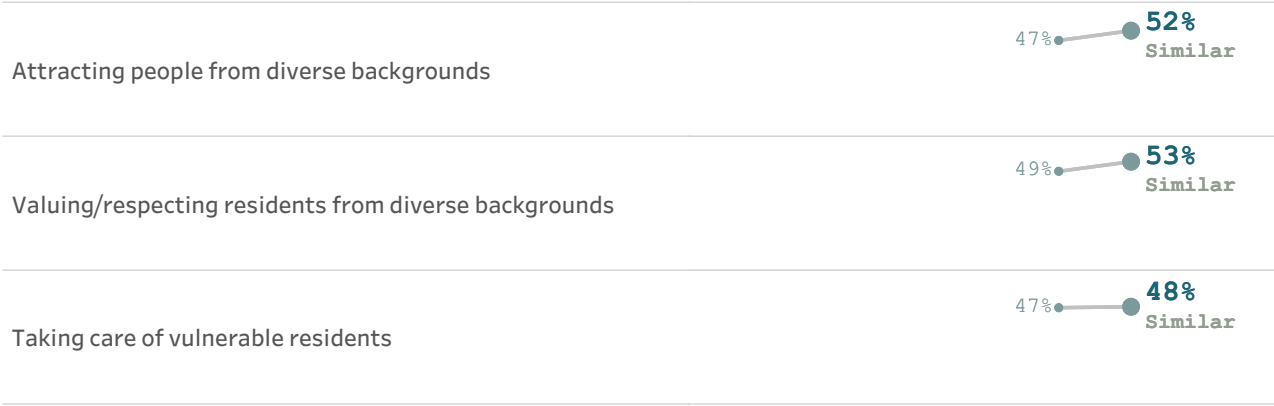 52%
47%
Similar
Attracting people from diverse backgrounds
53%
49%
Similar
Valuing/respecting residents from diverse backgrounds
48%
47%
Similar
Taking care of vulnerable residents